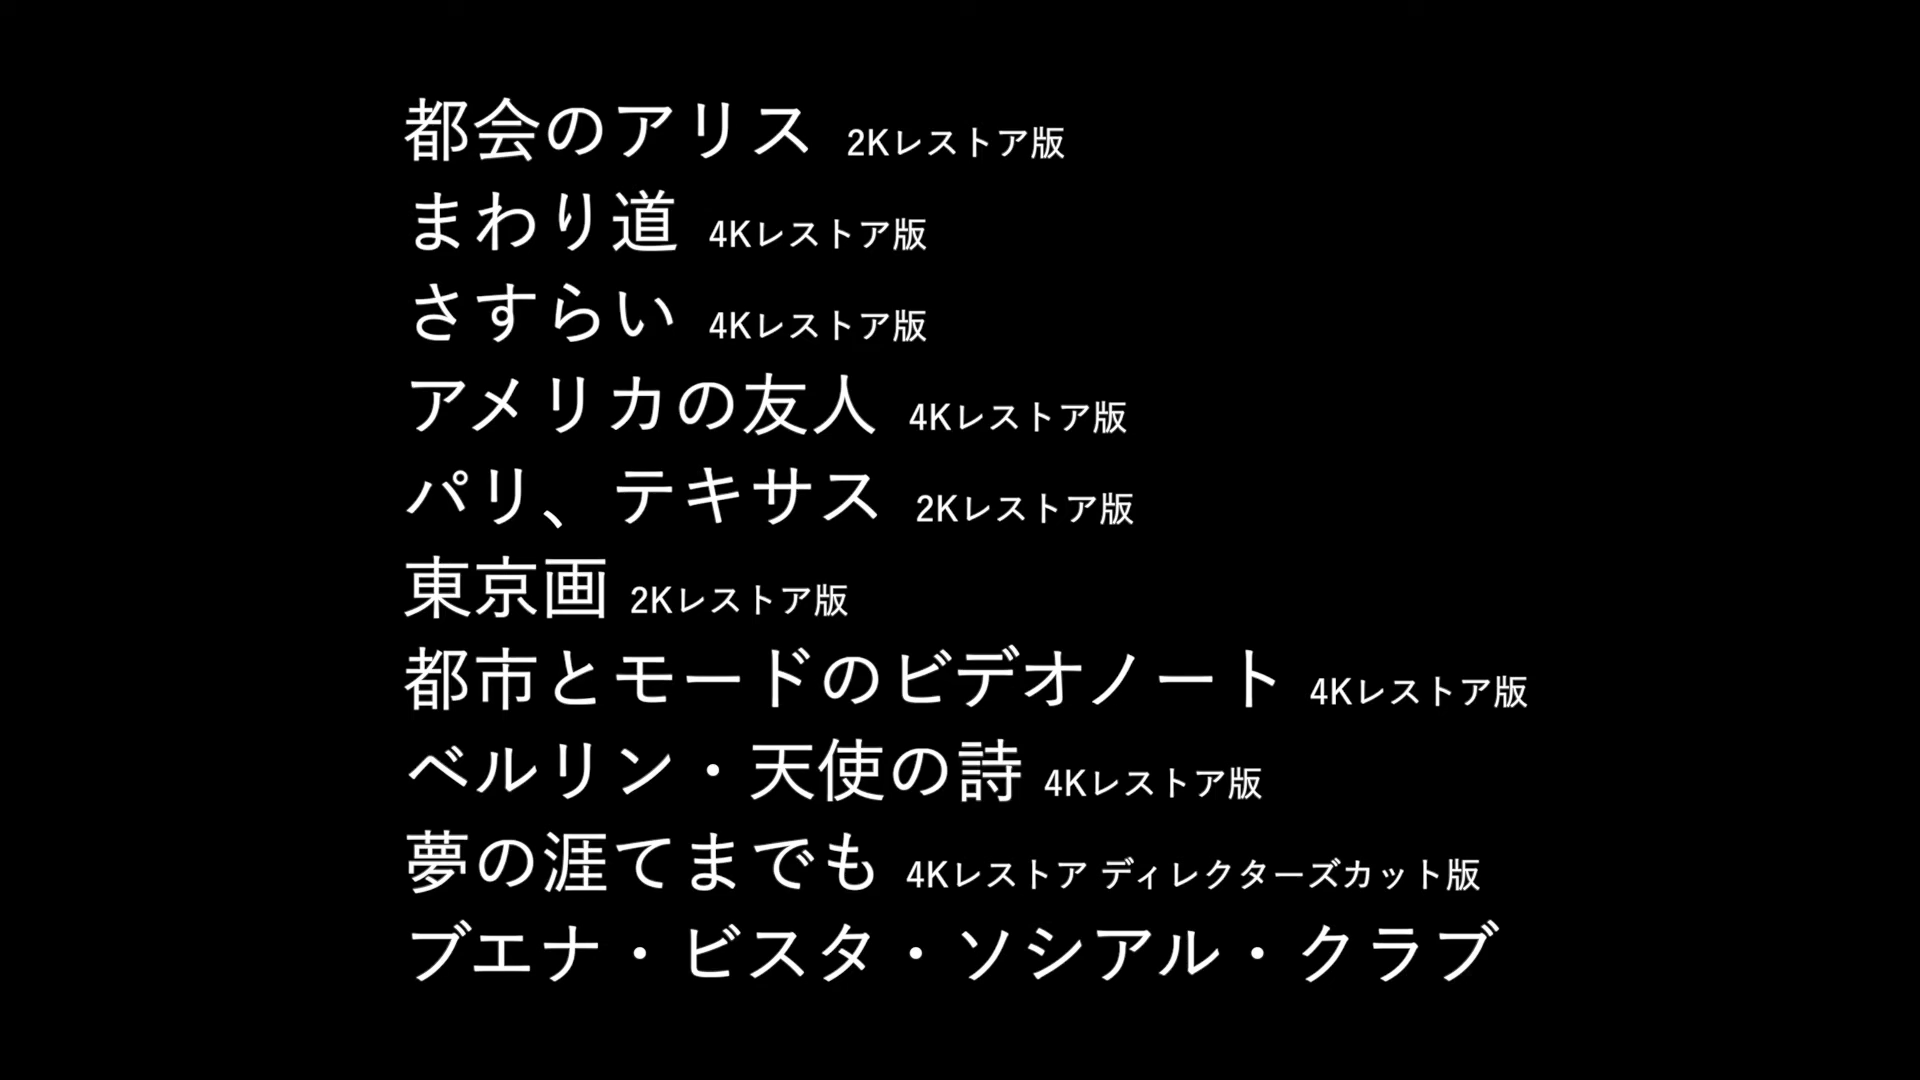 都会のアリス 2Kレストア版
まわり道 4Kレストア版
さすらい 4Kレストア版
アメリカの友人 4Kレストア版
パリ、テキサス 2Kレストア版
東京画 2Kレストア版
都市とモードのビデオノート 4Kレストア版
ベルリン・天使の詩 4Kレストア版
夢の涯てまでも 4Kレストア ディレクターズカット版
ブエナ・ビスタ・ソシアル・クラブ